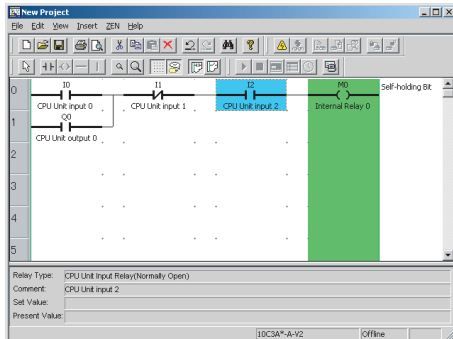 New Project
File Edit View Insert ZEN Help
0 I0 I1 I2 M0 Self-holding Bit
CPU Unit input 0 CPU Unit input 1 CPU Unit input 2 Internal Relay 0
1 Q0
CPU Unit output 0
2
3
4
5
Relay Type: CPU Unit Input Relay(Normally Open)
Comment: CPU Unit input 2
Set Value:
Present Value:
10C3A*-A-V2 Offline